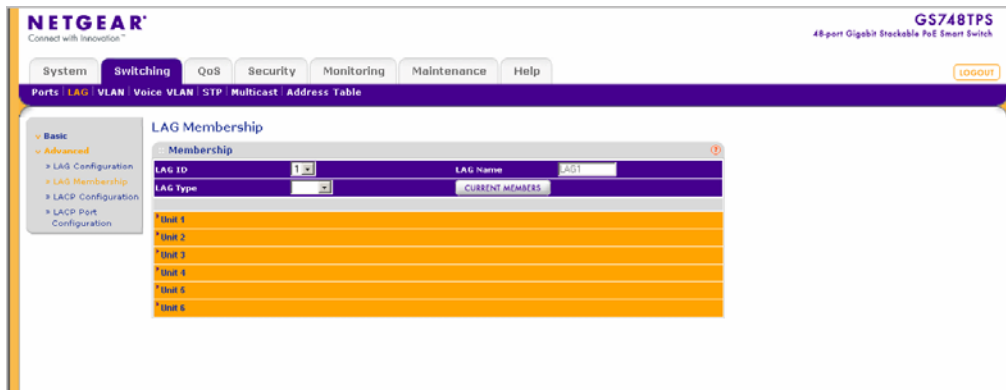 NETGEAR®
Connect with Innovation™
GS748TPS
48-port Gigabit Stackable PoE Smart Switch
System Switching QoS Security Monitoring Maintenance Help
LOGOUT
Ports LAG VLAN Voice VLAN STP Multicast Address Table
Basic
Advanced
LAG Configuration
LAG Membership
LACP Configuration
LACP Port
Configuration
LAG Membership
Membership
LAG ID 1 LAG Name LAG1
LAG Type CURRENT MEMBERS
Unit 1
Unit 2
Unit 3
Unit 4
Unit 5
Unit 6